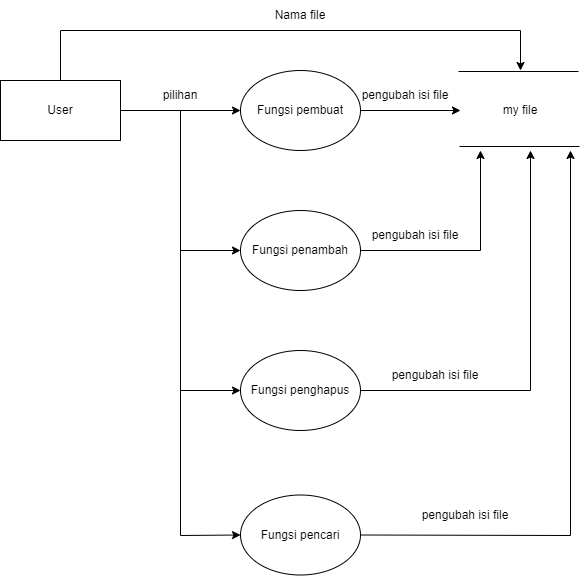 Nama file
User
pilihan
Fungsi pembuat
pengubah isi file
my file
Fungsi penambah
pengubah isi file
Fungsi penghapus
pengubah isi file
Fungsi pencari
pengubah isi file